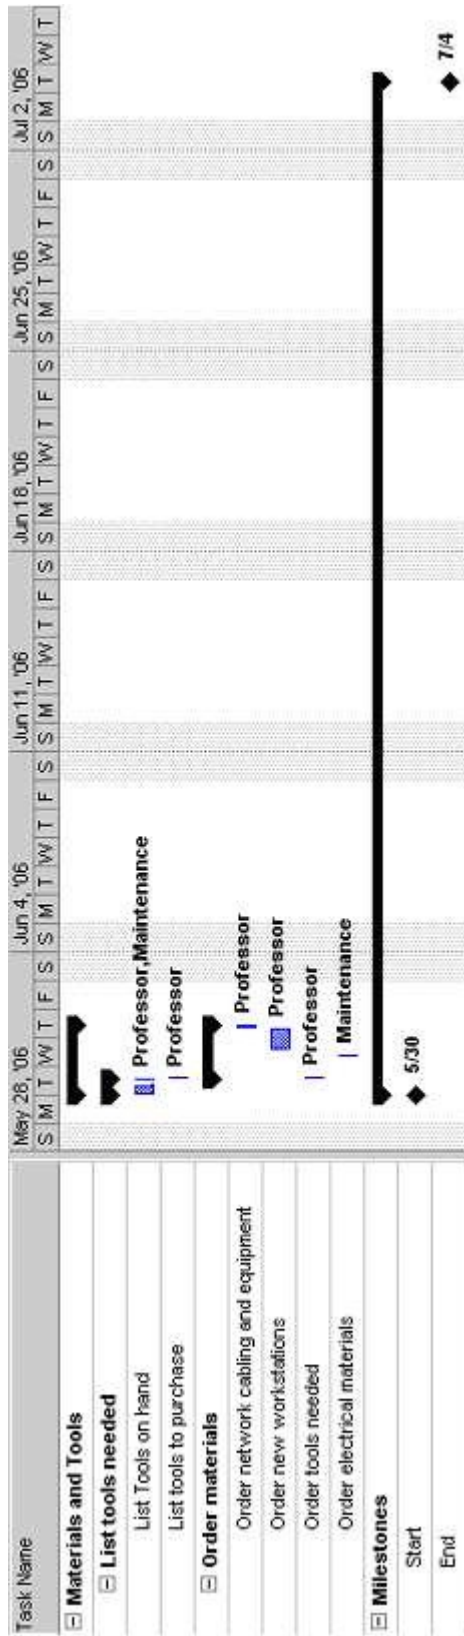 Task Name May 28, '06 Jun 4, '06 Jun 11, '06 Jun 18, '06 Jun 25, '06 Jul 2, '06
S M T W T F S S M T W T F S S M T W T F S S M T W T F S S M T W T F S S M T W T
Materials and Tools
List tools needed
List Tools on hand Professor,Maintenance
List tools to purchase Professor
Order materials
Order network cabling and equipment Professor
Order new workstations Professor
Order tools needed Professor
Order electrical materials Maintenance
Milestones
Start 5/30
End 7/4